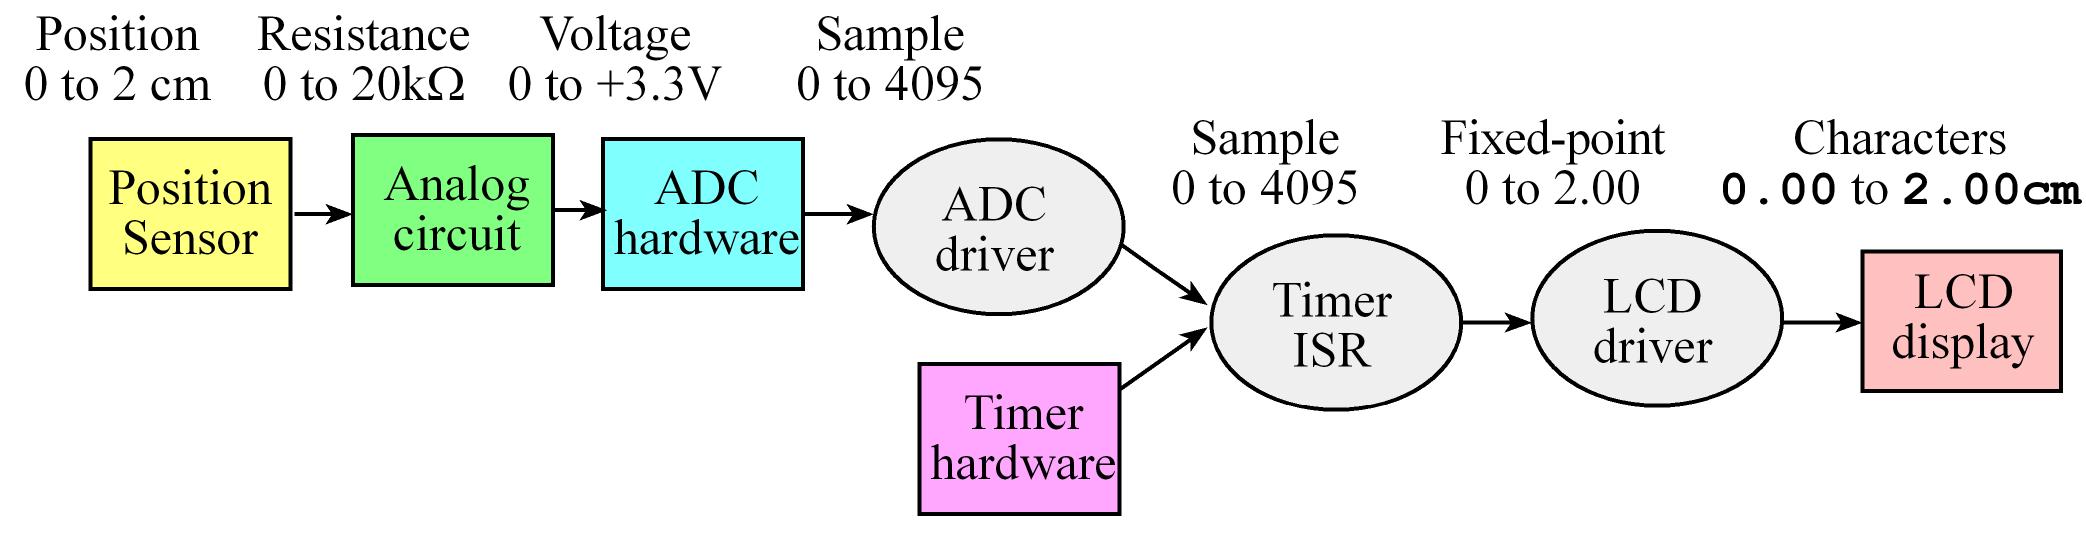 Position
0 to 2 cm
Resistance
0 to 20kΩ
Voltage
0 to +3.3V
Sample
0 to 4095
Sample
0 to 4095
Fixed-point
0 to 2.00
Characters
0.00 to 2.00cm
Position
Sensor
Analog
circuit
ADC
hardware
ADC
driver
Timer
hardware
Timer
ISR
LCD
driver
LCD
display